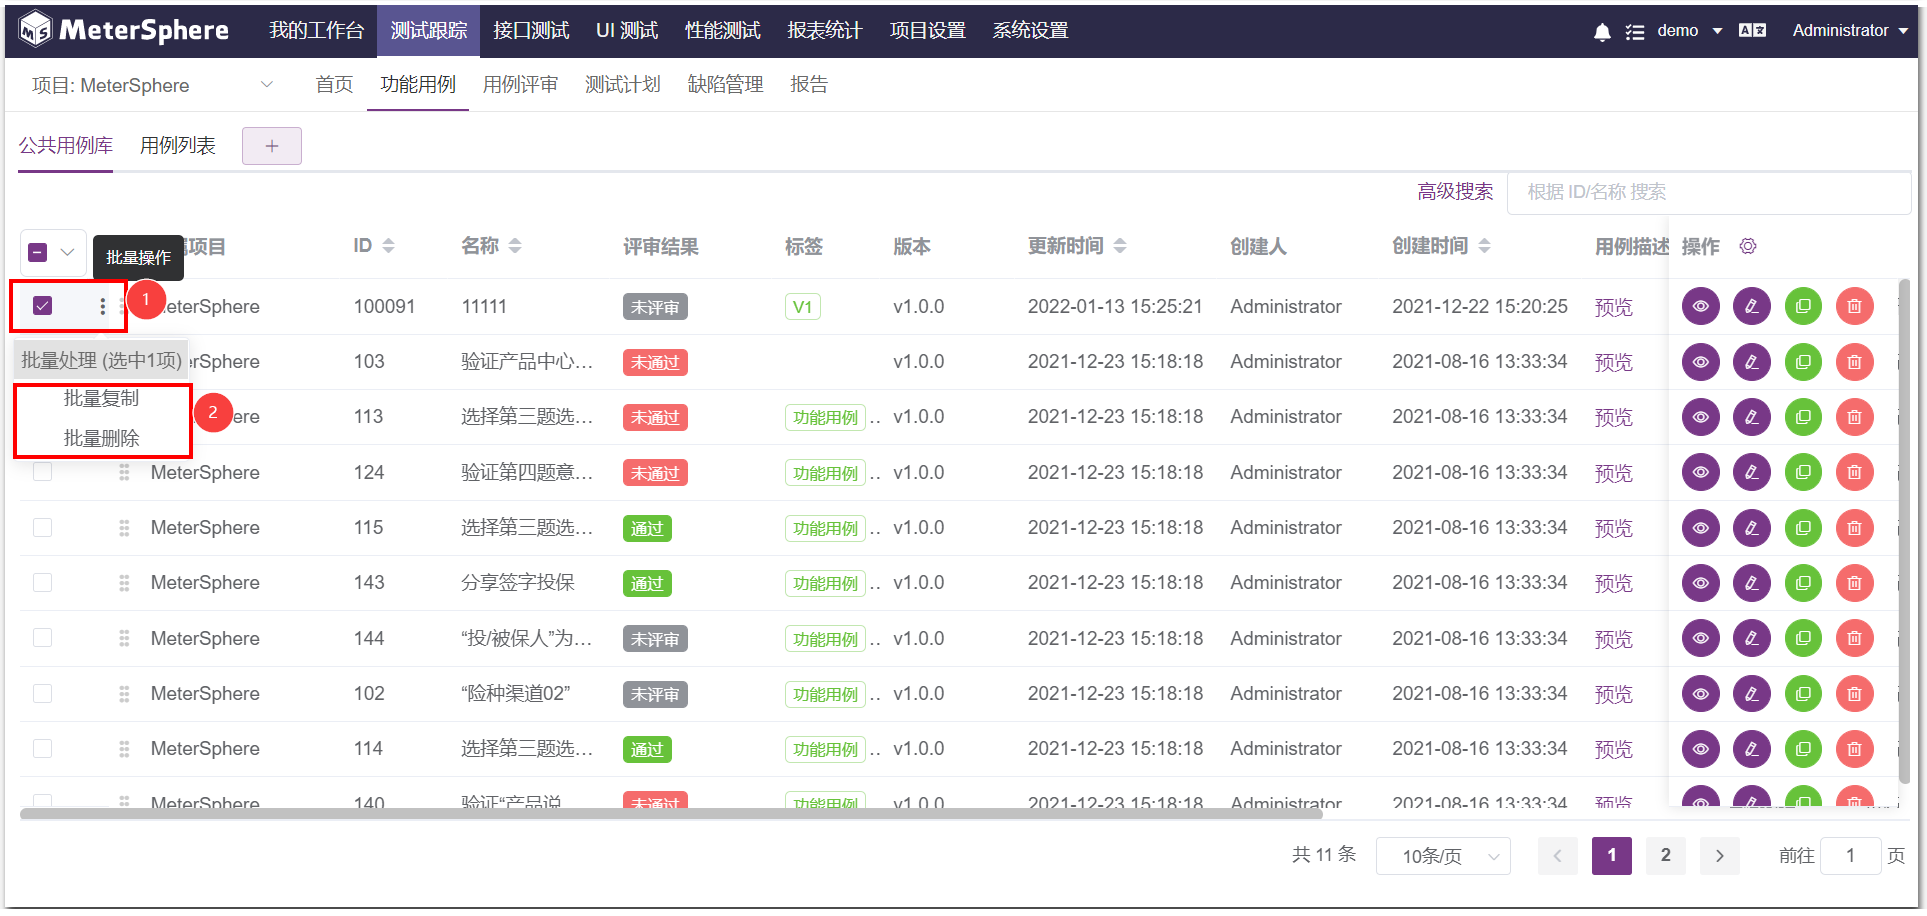 MeterSphere 我的工作台 测试跟踪 接口测试 UI 测试 性能测试 报表统计 项目设置 系统设置 demo Administrator
项目: MeterSphere 首页 功能用例 用例评审 测试计划 缺陷管理 报告
公共用例库 用例列表 +
高级搜索 根据 ID/名称 搜索
批量操作 项目 ID 名称 评审结果 标签 版本 更新时间 创建人 创建时间 用例描述 操作
1 eterSphere 100091 11111 未评审 V1 v1.0.0 2022-01-13 15:25:21 Administrator 2021-12-22 15:20:25 预览
批量处理 (选中1项) rSphere 103 验证产品中心... 未通过 v1.0.0 2021-12-23 15:18:18 Administrator 2021-08-16 13:33:34 预览
批量复制
2 ere 113 选择第三题选... 未通过 功能用例 .. v1.0.0 2021-12-23 15:18:18 Administrator 2021-08-16 13:33:34 预览
批量删除
MeterSphere 124 验证第四题意... 未通过 功能用例 .. v1.0.0 2021-12-23 15:18:18 Administrator 2021-08-16 13:33:34 预览
MeterSphere 115 选择第三题选... 通过 功能用例 .. v1.0.0 2021-12-23 15:18:18 Administrator 2021-08-16 13:33:34 预览
MeterSphere 143 分享签字投保 通过 功能用例 .. v1.0.0 2021-12-23 15:18:18 Administrator 2021-08-16 13:33:34 预览
MeterSphere 144 “投/被保人”为... 未评审 功能用例 .. v1.0.0 2021-12-23 15:18:18 Administrator 2021-08-16 13:33:34 预览
MeterSphere 102 “险种渠道02” 未评审 功能用例 .. v1.0.0 2021-12-23 15:18:18 Administrator 2021-08-16 13:33:34 预览
MeterSphere 114 选择第三题选... 通过 功能用例 .. v1.0.0 2021-12-23 15:18:18 Administrator 2021-08-16 13:33:34 预览
MeterSphere 140 验证“产品说 未通过 功能用例 v1.0.0 2021-12-23 15:18:18 Administrator 2021-08-16 13:33:34 预览
共 11 条 10条/页 1 2 前往 1 页